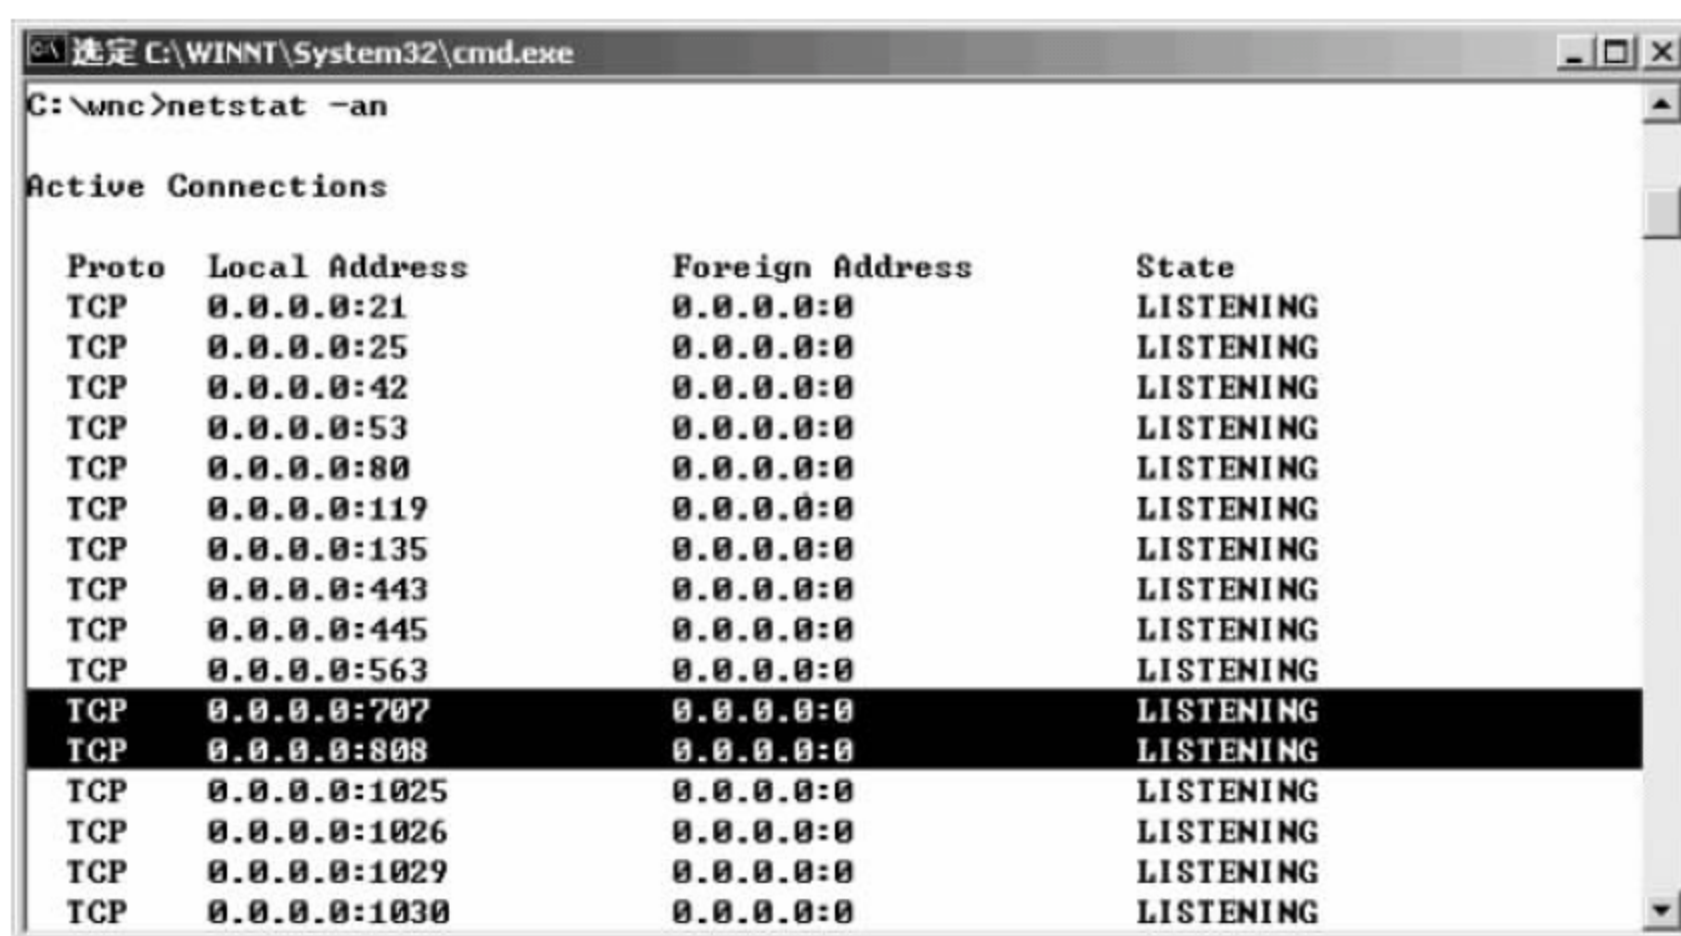 选定 C:\WINNT\System32\cmd.exe
C:\wnc>netstat -an
Active Connections
Proto Local Address Foreign Address State
TCP 0.0.0.0:21 0.0.0.0:0 LISTENING
TCP 0.0.0.0:25 0.0.0.0:0 LISTENING
TCP 0.0.0.0:42 0.0.0.0:0 LISTENING
TCP 0.0.0.0:53 0.0.0.0:0 LISTENING
TCP 0.0.0.0:80 0.0.0.0:0 LISTENING
TCP 0.0.0.0:119 0.0.0.0:0 LISTENING
TCP 0.0.0.0:135 0.0.0.0:0 LISTENING
TCP 0.0.0.0:443 0.0.0.0:0 LISTENING
TCP 0.0.0.0:445 0.0.0.0:0 LISTENING
TCP 0.0.0.0:563 0.0.0.0:0 LISTENING
TCP 0.0.0.0:707 0.0.0.0:0 LISTENING
TCP 0.0.0.0:808 0.0.0.0:0 LISTENING
TCP 0.0.0.0:1025 0.0.0.0:0 LISTENING
TCP 0.0.0.0:1026 0.0.0.0:0 LISTENING
TCP 0.0.0.0:1029 0.0.0.0:0 LISTENING
TCP 0.0.0.0:1030 0.0.0.0:0 LISTENING